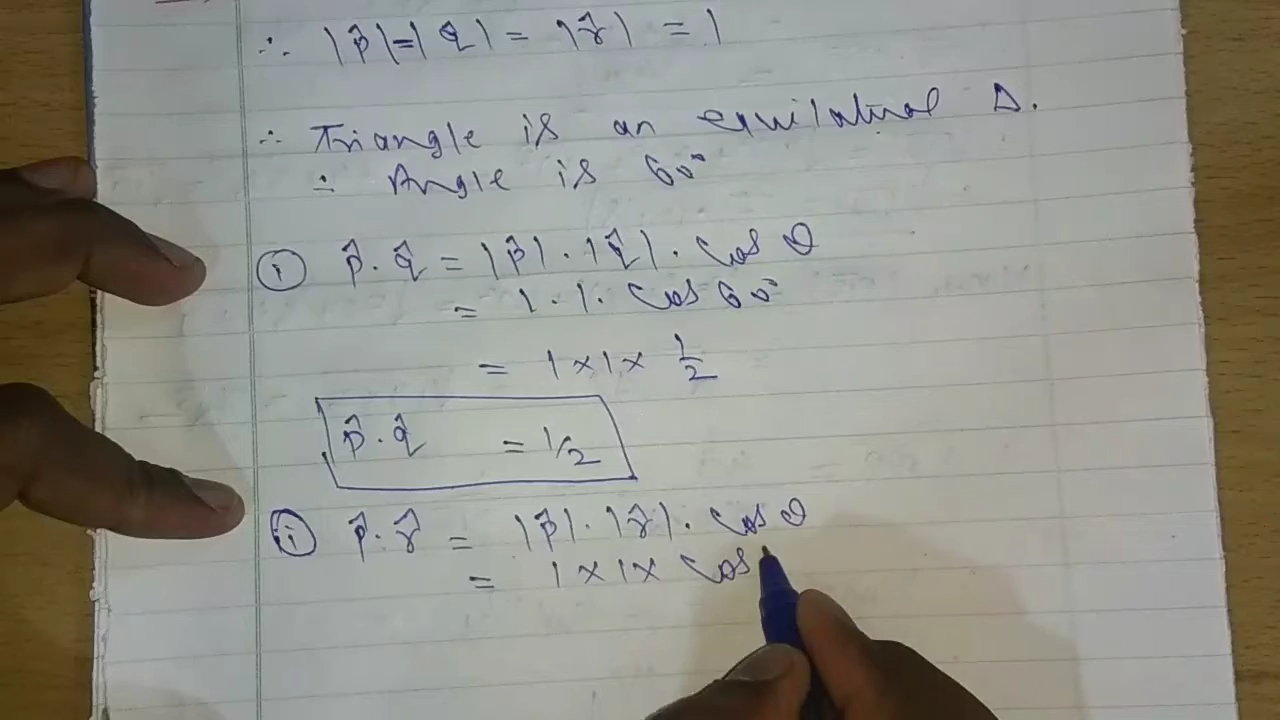 ∴ |p̂| = |q̂| = |r̂| = 1
∴ Triangle is an equilatural Δ.
∴ Angle is 60°
(i) p̂ . q̂ = |p̂| . |q̂| . Cos θ
= 1 . 1 . Cos 60°
= 1 × 1 × 1/2
p̂ . q̂ = 1/2
(ii) p̂ . r̂ = |p̂| . |r̂| . Cos θ
= 1 × 1 × Cos